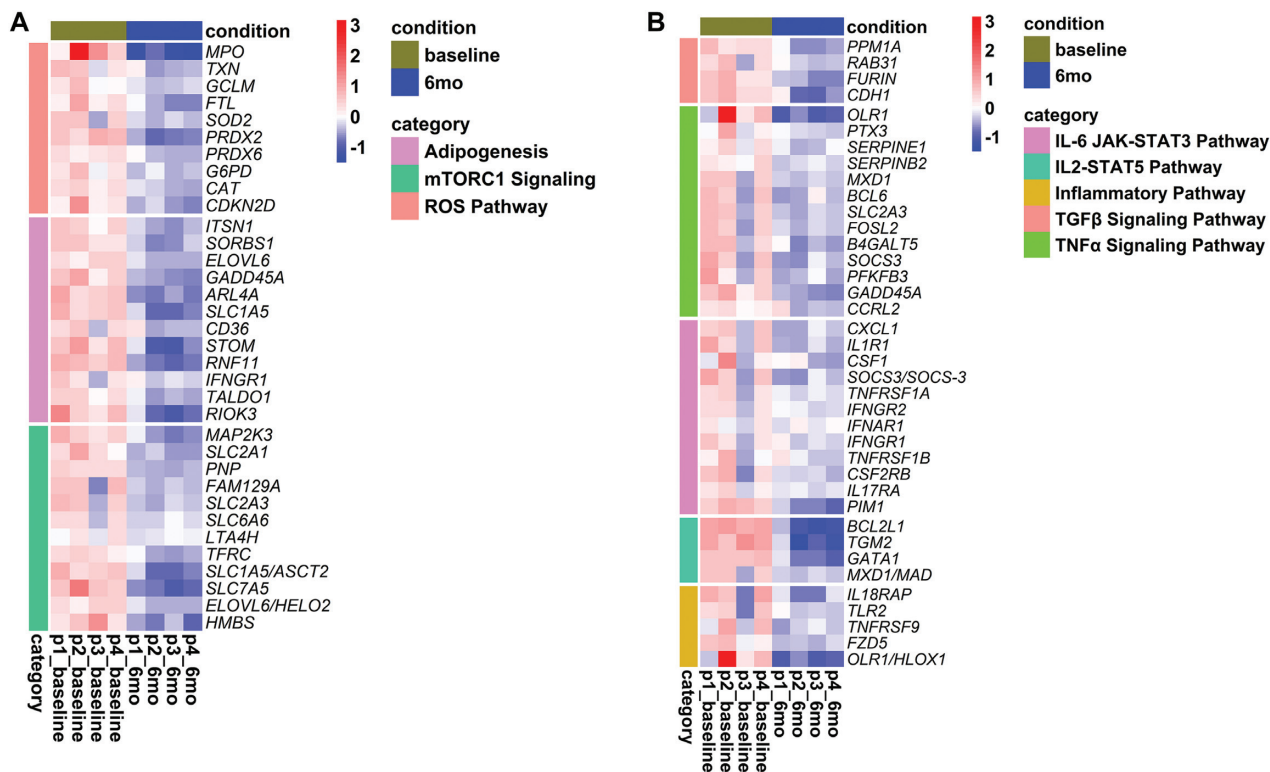 A
condition
MPO
TXN
GCLM
FTL
SOD2
PRDX2
PRDX6
G6PD
CAT
CDKN2D
ITSN1
SORBS1
ELOVL6
GADD45A
ARL4A
SLC1A5
CD36
STOM
RNF11
IFNGR1
TALDO1
RIOK3
MAP2K3
SLC2A1
PNP
FAM129A
SLC2A3
SLC6A6
LTA4H
TFRC
SLC1A5/ASCT2
SLC7A5
ELOVL6/HELO2
HMBS
category
p1_baseline
p2_baseline
p3_baseline
p4_baseline
p1_6mo
p2_6mo
p3_6mo
p4_6mo
3
2
1
0
-1
condition
baseline
6mo
category
Adipogenesis
mTORC1 Signaling
ROS Pathway
B
condition
PPM1A
RAB31
FURIN
CDH1
OLR1
PTX3
SERPINE1
SERPINB2
MXD1
BCL6
SLC2A3
FOSL2
B4GALT5
SOCS3
PFKFB3
GADD45A
CCRL2
CXCL1
IL1R1
CSF1
SOCS3/SOCS-3
TNFRSF1A
IFNGR2
IFNAR1
IFNGR1
TNFRSF1B
CSF2RB
IL17RA
PIM1
BCL2L1
TGM2
GATA1
MXD1/MAD
IL18RAP
TLR2
TNFRSF9
FZD5
OLR1/HLOX1
category
p1_baseline
p2_baseline
p3_baseline
p4_baseline
p1_6mo
p2_6mo
p3_6mo
p4_6mo
3
2
1
0
-1
condition
baseline
6mo
category
IL-6 JAK-STAT3 Pathway
IL2-STAT5 Pathway
Inflammatory Pathway
TGFβ Signaling Pathway
TNFα Signaling Pathway